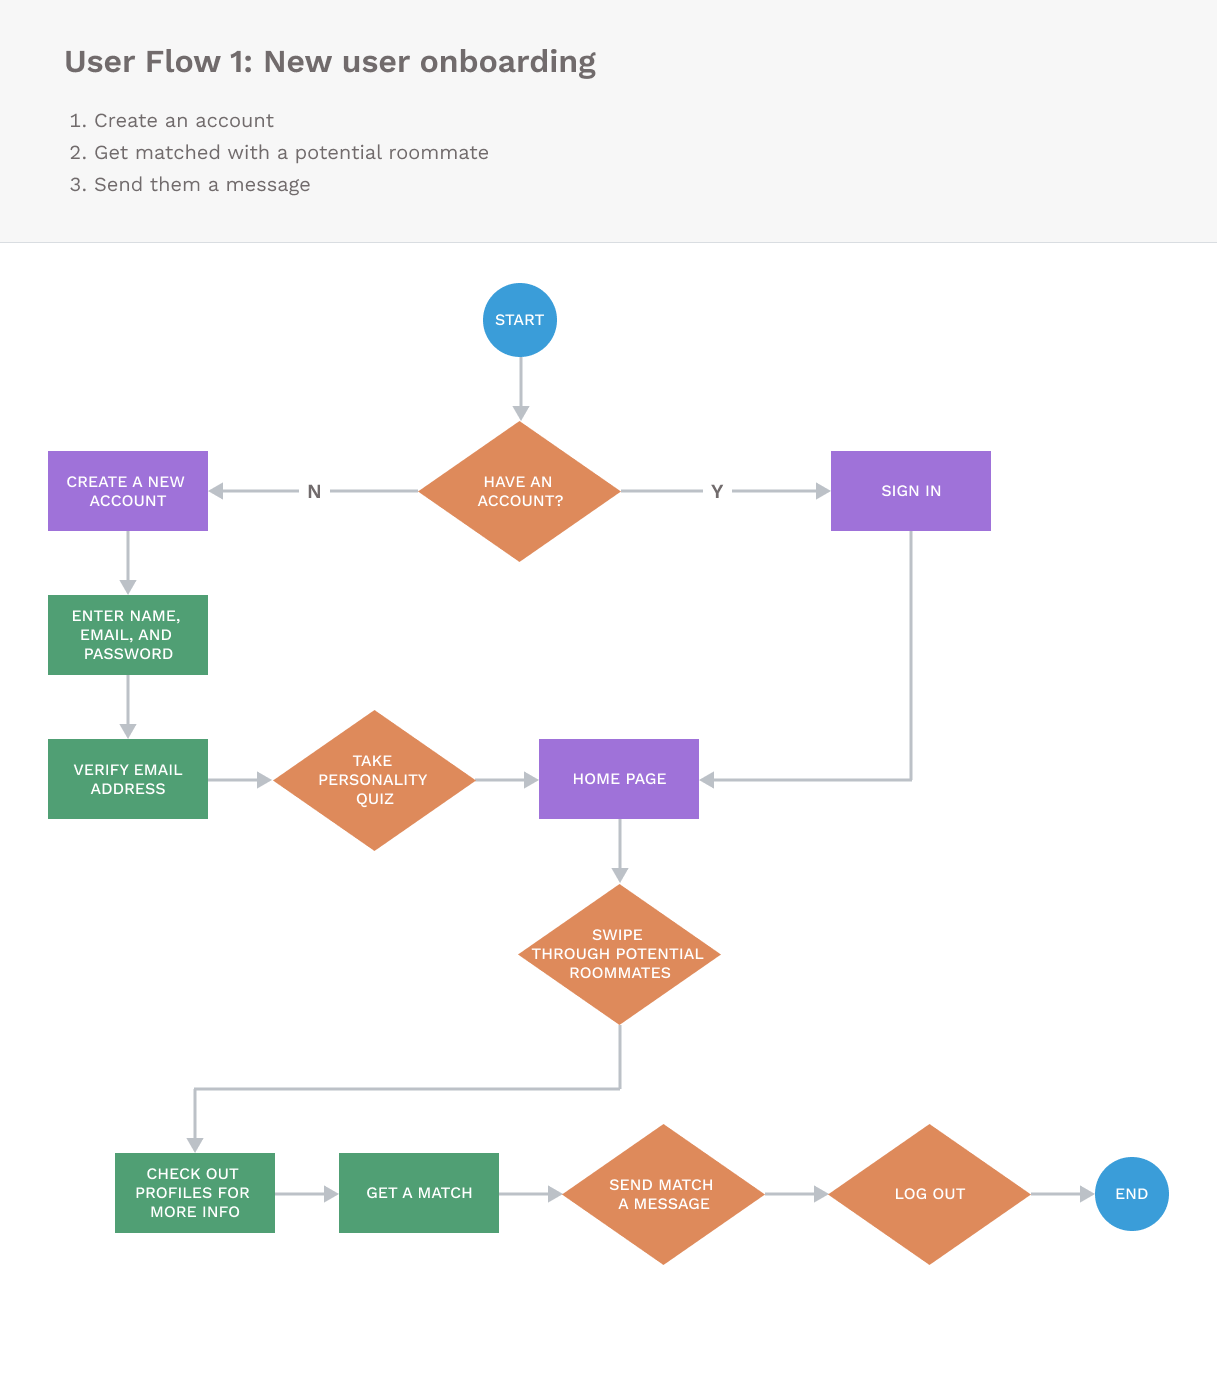 User Flow 1: New user onboarding
1. Create an account
2. Get matched with a potential roommate
3. Send them a message
START
HAVE AN
ACCOUNT?
N
Y
CREATE A NEW
ACCOUNT
SIGN IN
ENTER NAME,
EMAIL, AND
PASSWORD
VERIFY EMAIL
ADDRESS
TAKE
PERSONALITY
QUIZ
HOME PAGE
SWIPE
THROUGH POTENTIAL
ROOMMATES
CHECK OUT
PROFILES FOR
MORE INFO
GET A MATCH
SEND MATCH
A MESSAGE
LOG OUT
END